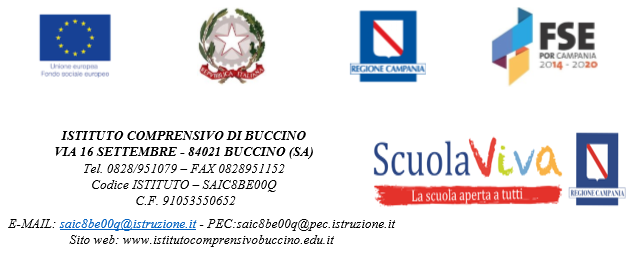 Unione europea
Fondo sociale europeo
REPVBBLICA ITALIANA
REGIONE CAMPANIA
FSE
POR CAMPANIA
2014 - 2020
ISTITUTO COMPRENSIVO DI BUCCINO
VIA 16 SETTEMBRE - 84021 BUCCINO (SA)
Tel. 0828/951079 – FAX 0828951152
Codice ISTITUTO – SAIC8BE00Q
C.F. 91053550652
E-MAIL: saic8be00q@istruzione.it - PEC:saic8be00q@pec.istruzione.it
Sito web: www.istitutocomprensivobuccino.edu.it
ScuolaViva
La scuola aperta a tutti
REGIONE CAMPANIA